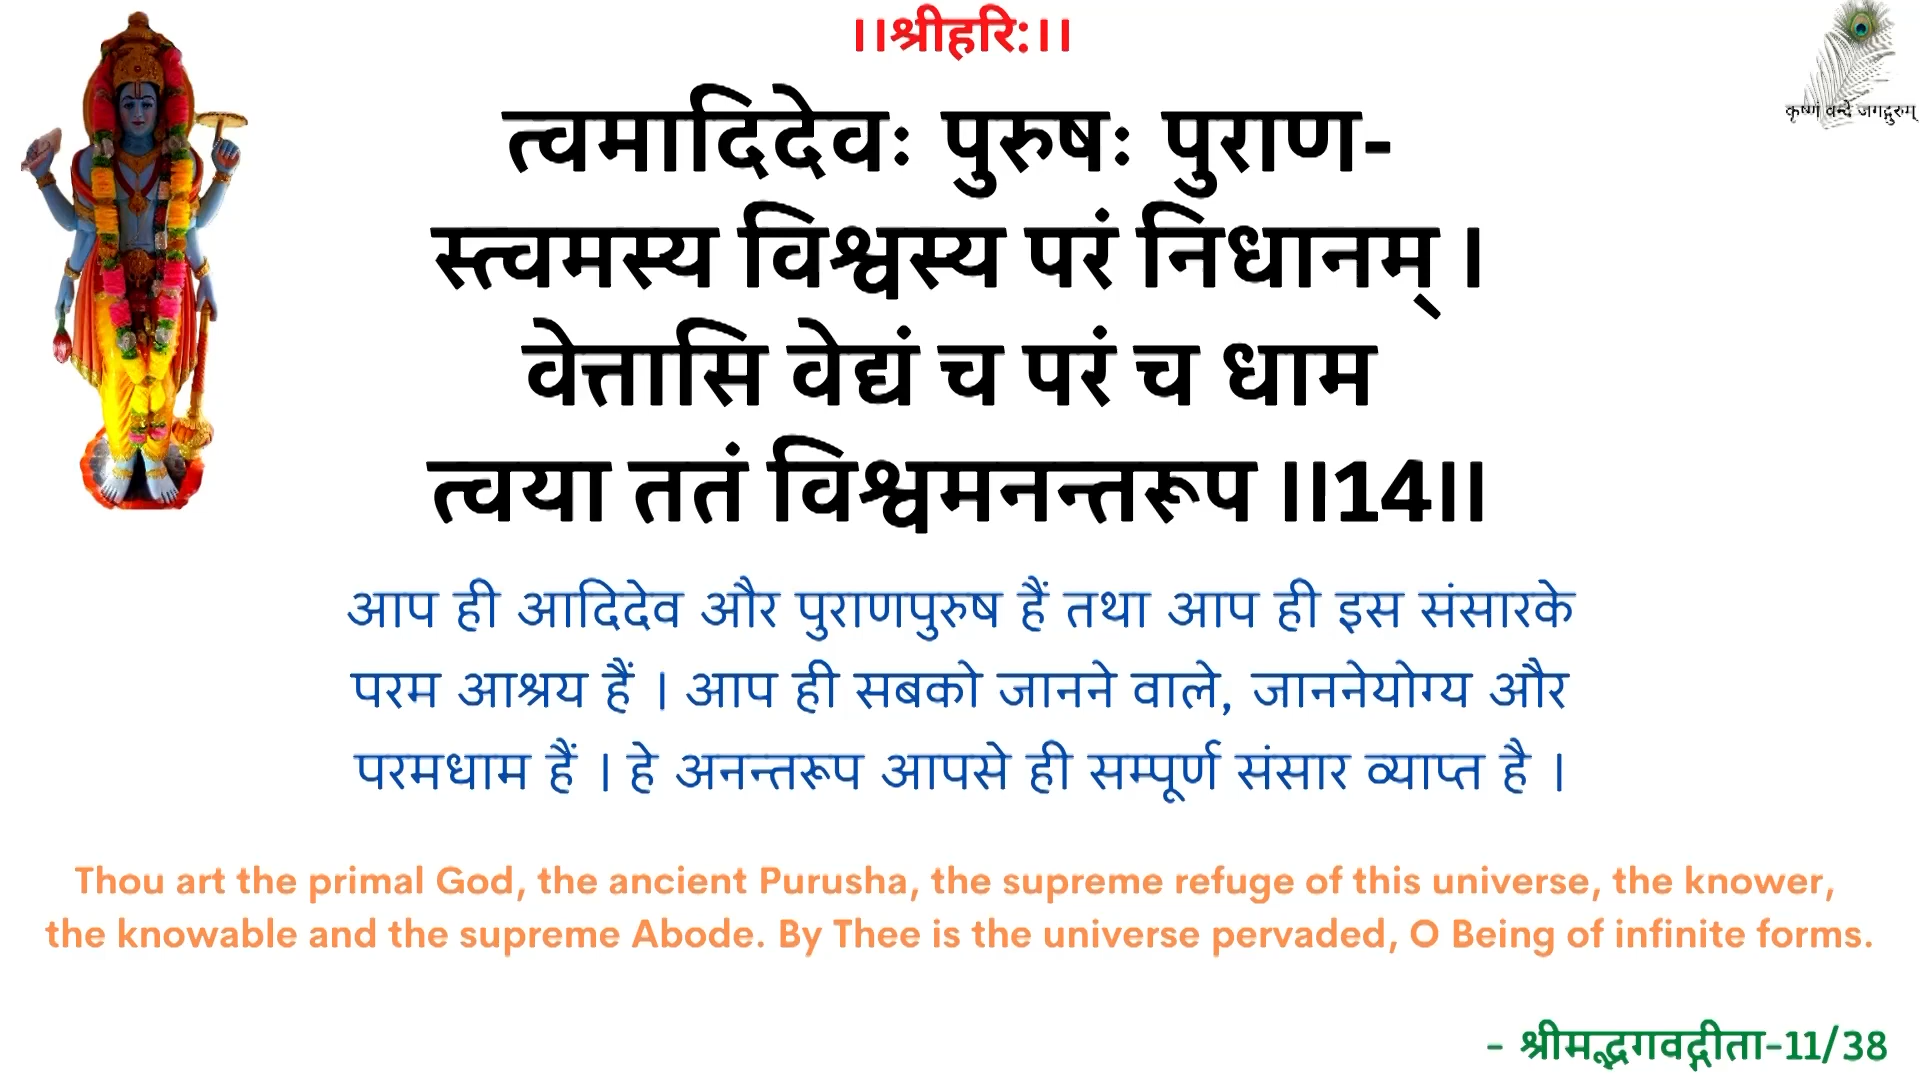 ।।श्रीहरि:।।
कृष्णं वन्दे जगद्गुरुम्
त्वमादिदेवः पुरुषः पुराण-
स्त्वमस्य विश्वस्य परं निधानम् ।
वेत्तासि वेद्यं च परं च धाम
त्वया ततं विश्वमनन्तरूप ।।14।।
आप ही आदिदेव और पुराणपुरुष हैं तथा आप ही इस संसारके
परम आश्रय हैं । आप ही सबको जानने वाले, जाननेयोग्य और
परमधाम हैं । हे अनन्तरूप आपसे ही सम्पूर्ण संसार व्याप्त है ।
Thou art the primal God, the ancient Purusha, the supreme refuge of this universe, the knower,
the knowable and the supreme Abode. By Thee is the universe pervaded, O Being of infinite forms.
- श्रीमद्भगवद्गीता-11/38